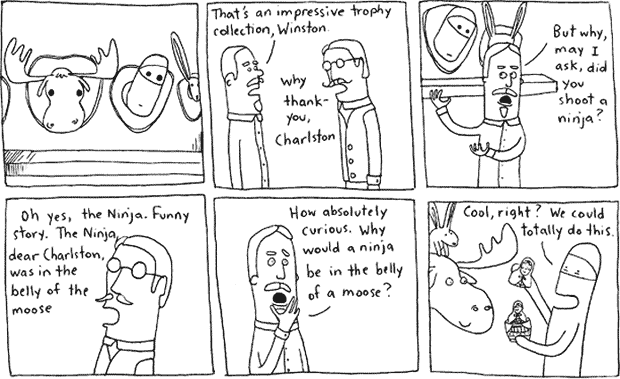 That's an impressive trophy
collection, Winston.
why
thank-
you,
Charlston
But why,
may I
ask, did
you
shoot a
ninja?
Oh yes, the Ninja. Funny
story. The Ninja,
dear Charlston,
was in the
belly of the
moose
How absolutely
curious. Why
would a ninja
be in the belly
of a moose?
Cool, right? We could
totally do this.